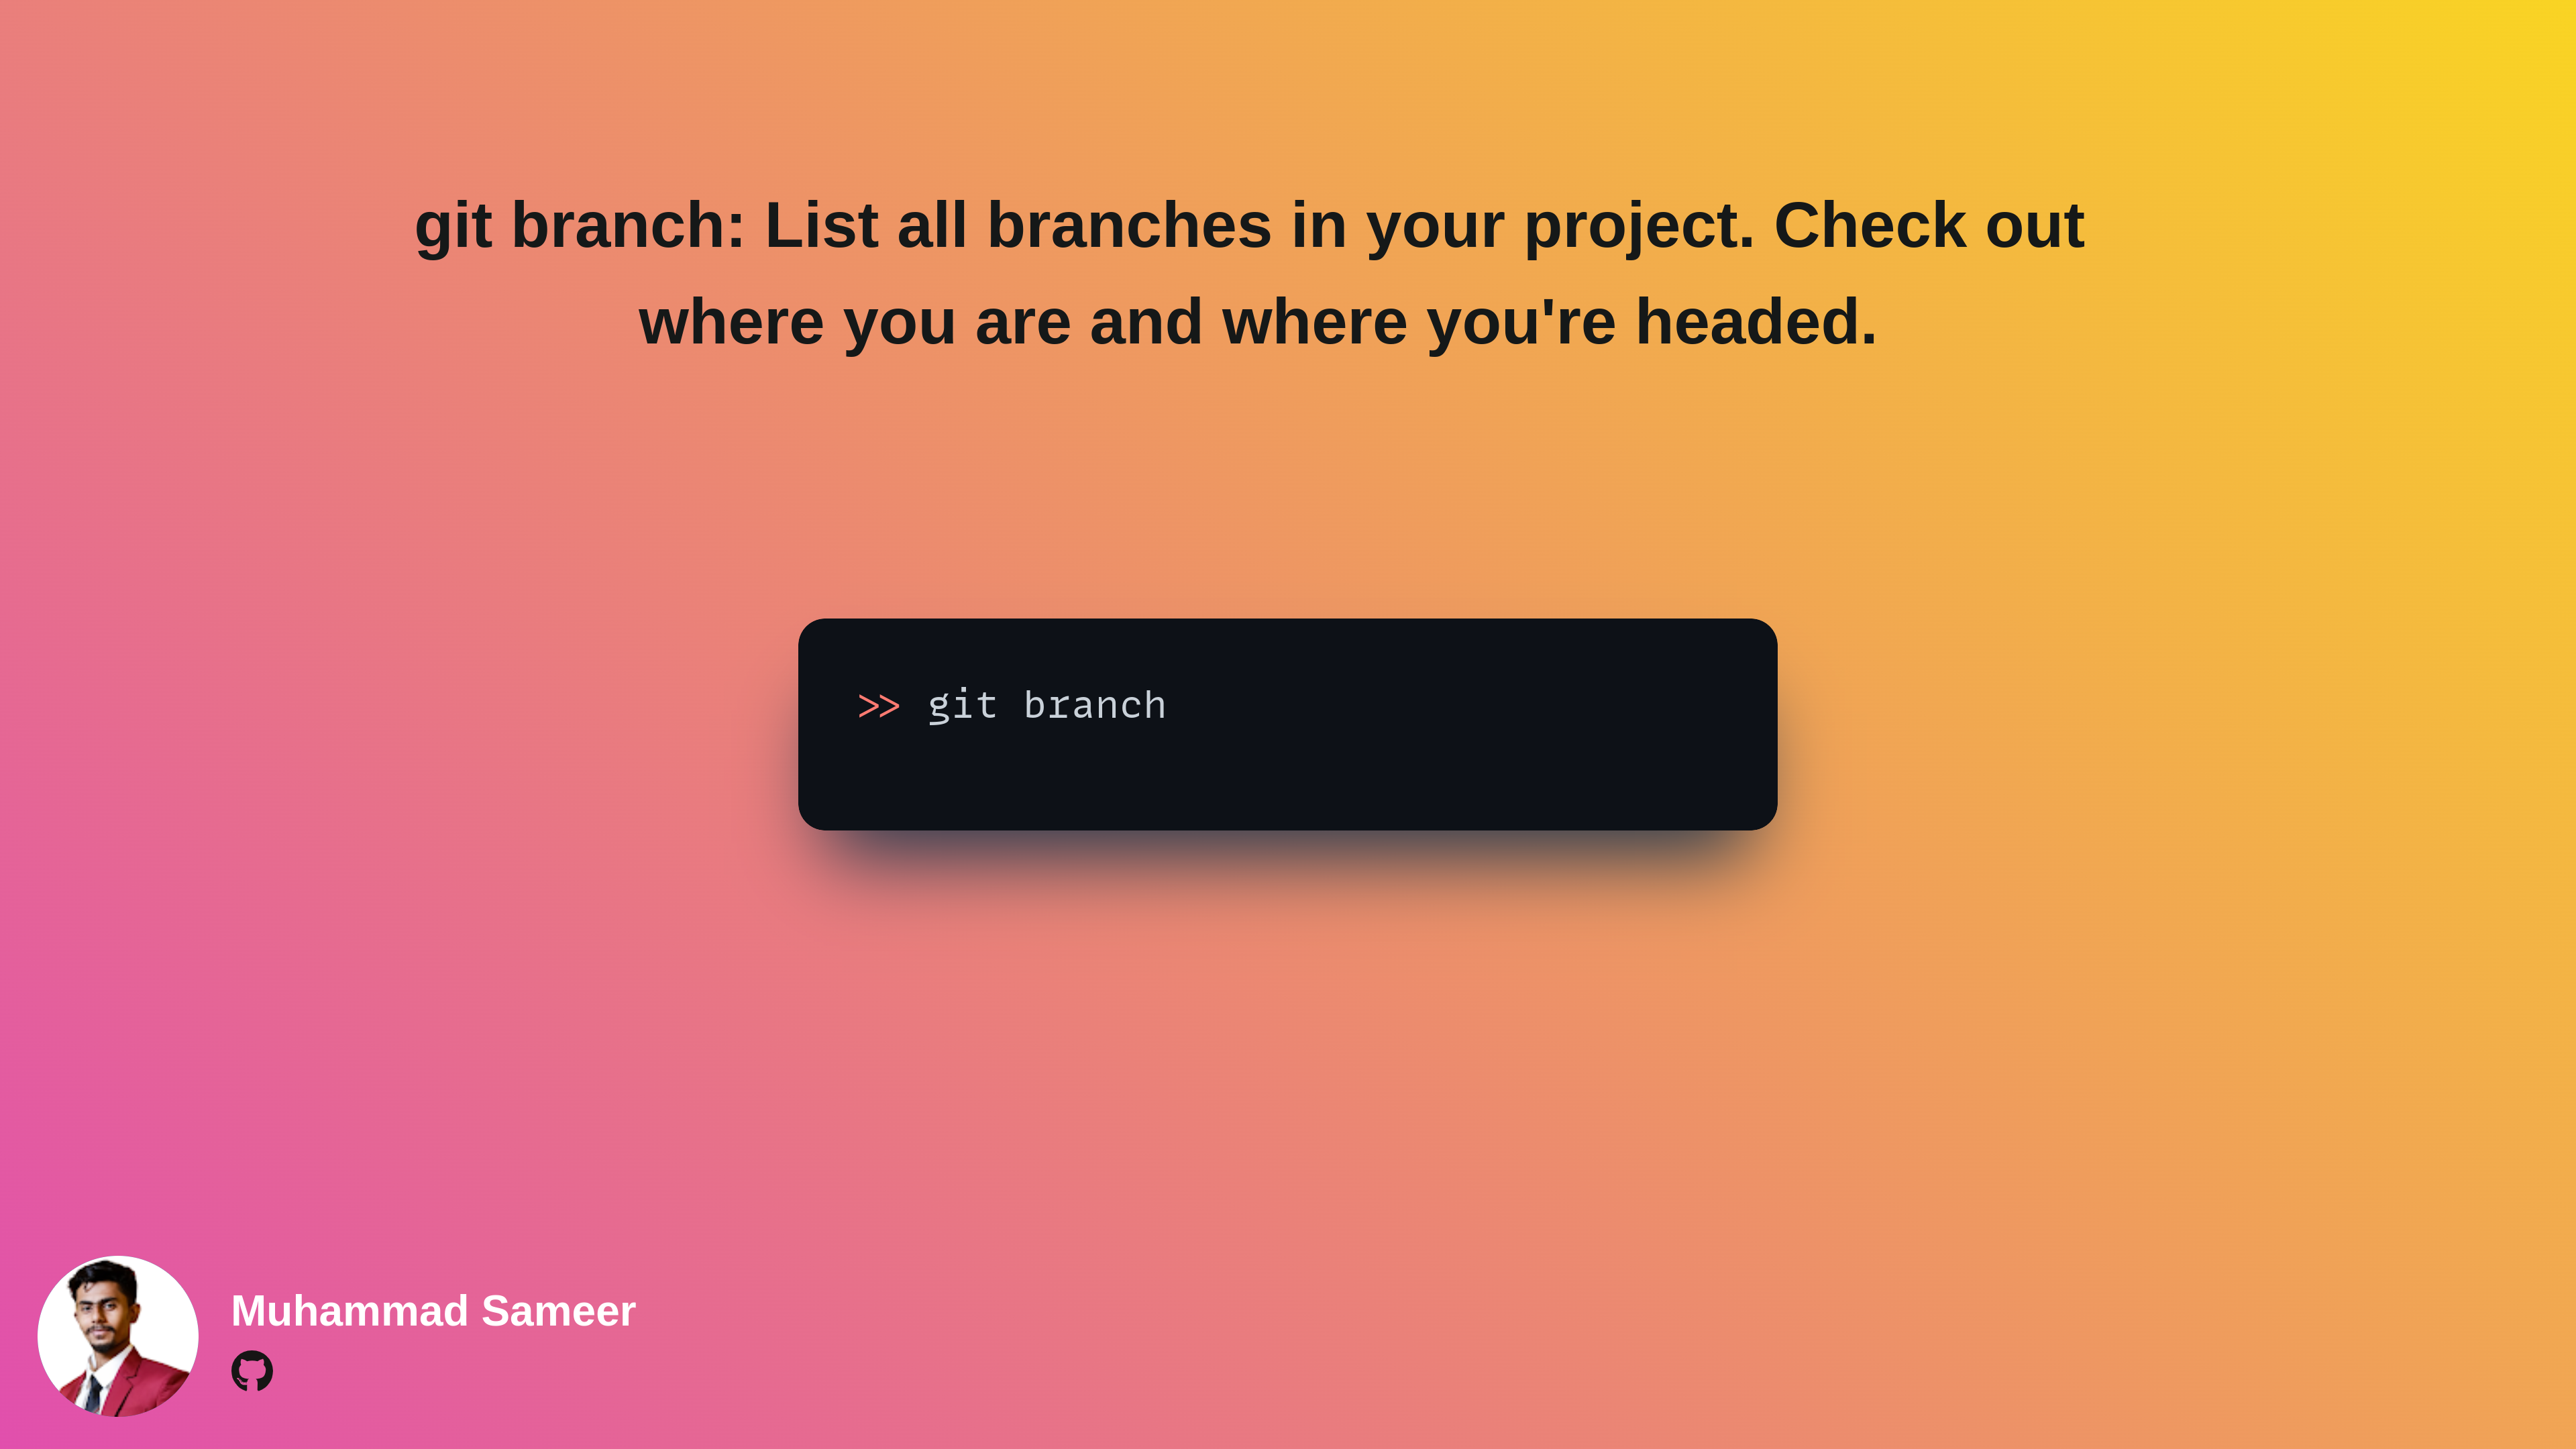 git branch: List all branches in your project. Check out
where you are and where you're headed.
>> git branch
Muhammad Sameer